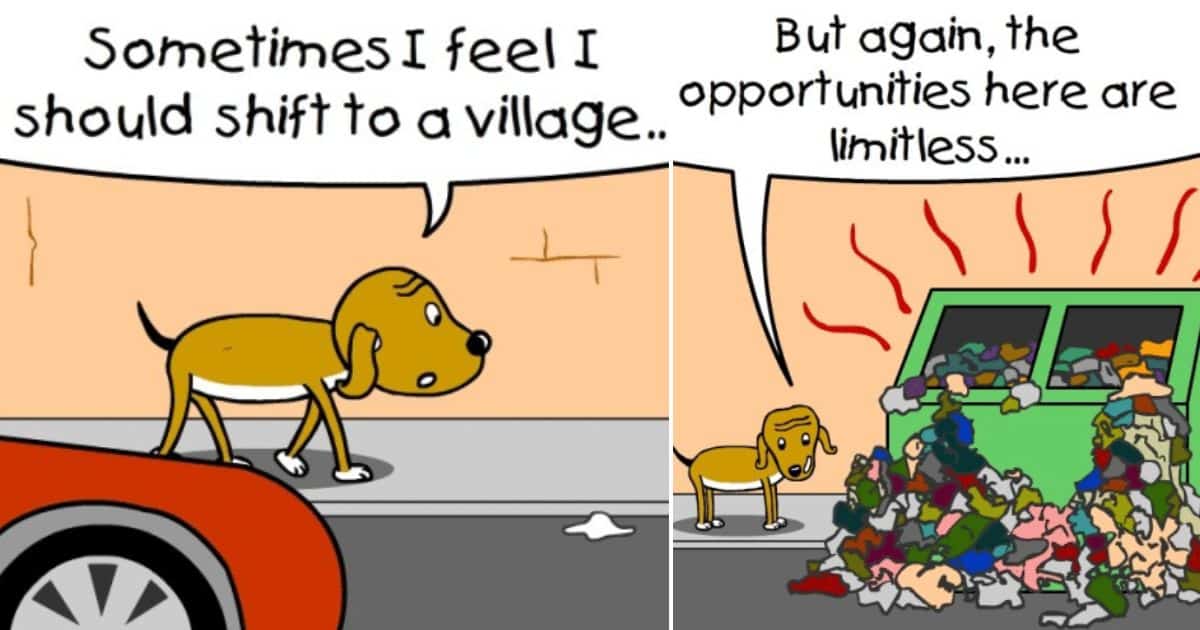 Sometimes I feel I
should shift to a village..
But again, the
opportunities here are
limitless...